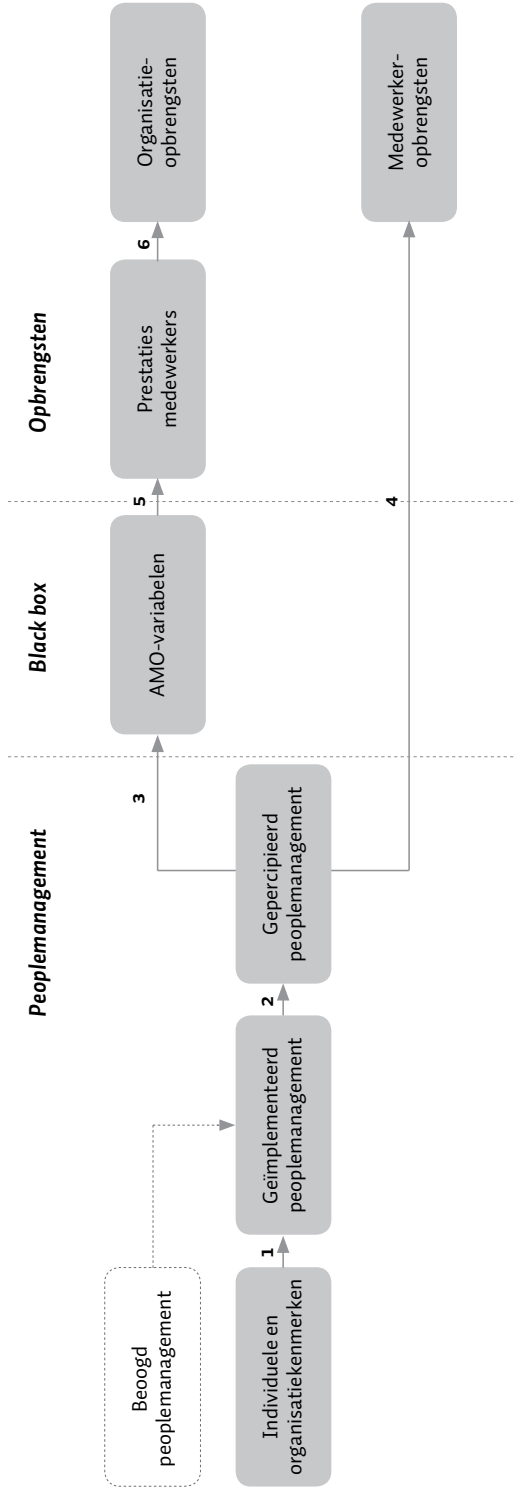 Peoplemanagement
Black box
Opbrengsten
Beoogd
peoplemanagement
Individuele en
organisatiekenmerken
1
Geïmplementeerd
peoplemanagement
2
Gepercipieerd
peoplemanagement
3
AMO-variabelen
5
Prestaties
medewerkers
6
Organisatie-
opbrengsten
4
Medewerker-
opbrengsten